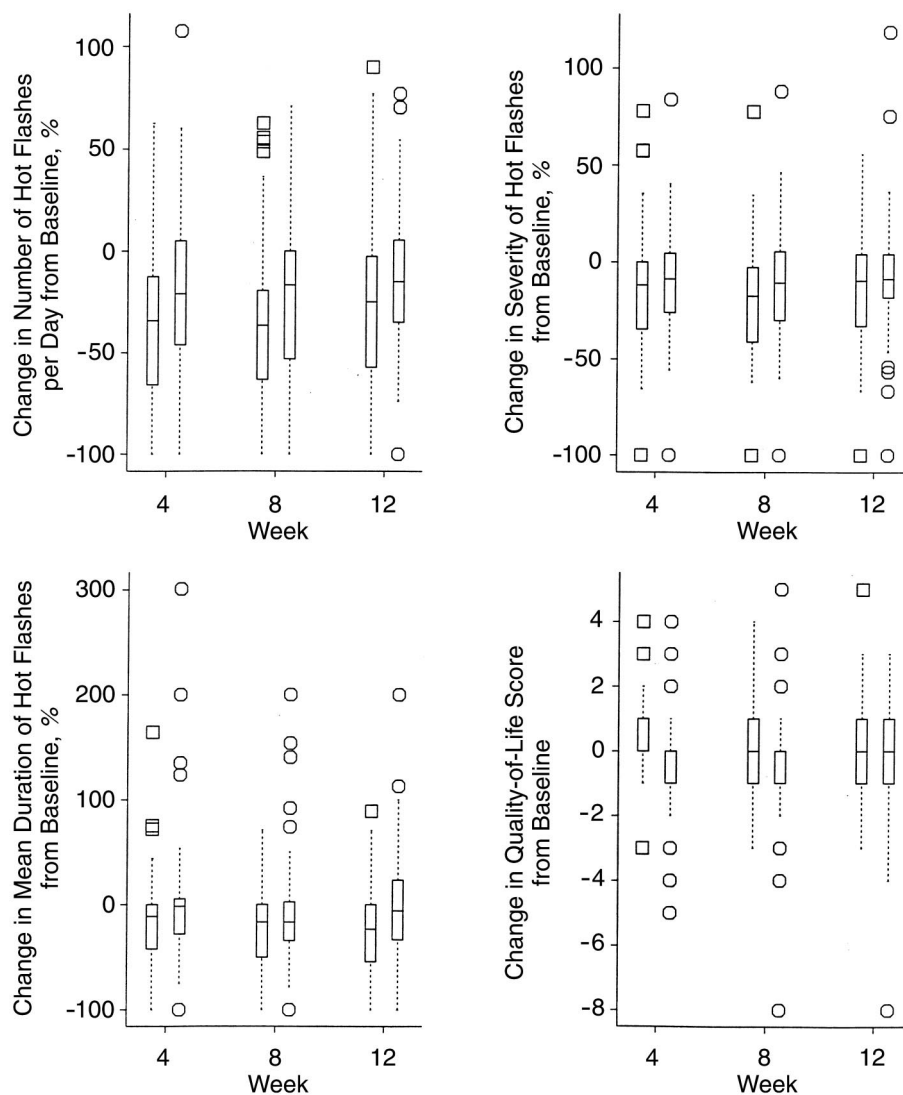 Change in Number of Hot Flashes
per Day from Baseline, %
100
50
-0
-50
-100
4 8 12
Week
Change in Severity of Hot Flashes
from Baseline, %
100
50
-0
-50
-100
4 8 12
Week
Change in Mean Duration of Hot Flashes
from Baseline, %
300
200
100
-0
-100
4 8 12
Week
Change in Quality-of-Life Score
from Baseline
4
2
-0
-2
-4
-6
-8
4 8 12
Week